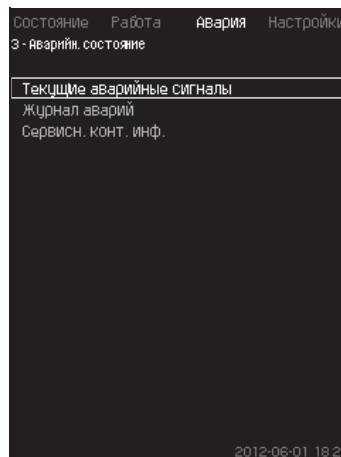 Состояние Работа Авария Настройки
3 - Аварийн. состояние
Текущие аварийные сигналы
Журнал аварий
Сервисн. конт. инф.
2012-06-01 18:2